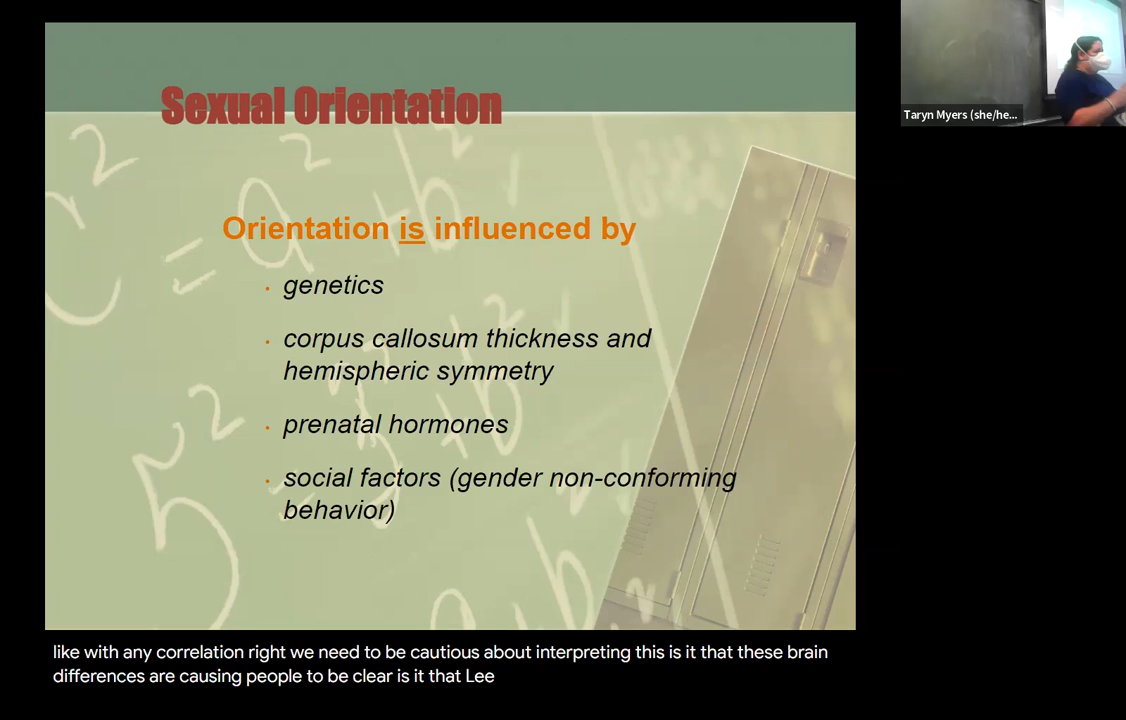 Sexual Orientation
Taryn Myers (she/he...
Orientation is influenced by
• genetics
• corpus callosum thickness and
hemispheric symmetry
• prenatal hormones
• social factors (gender non-conforming
behavior)
like with any correlation right we need to be cautious about interpreting this is it that these brain
differences are causing people to be clear is it that Lee